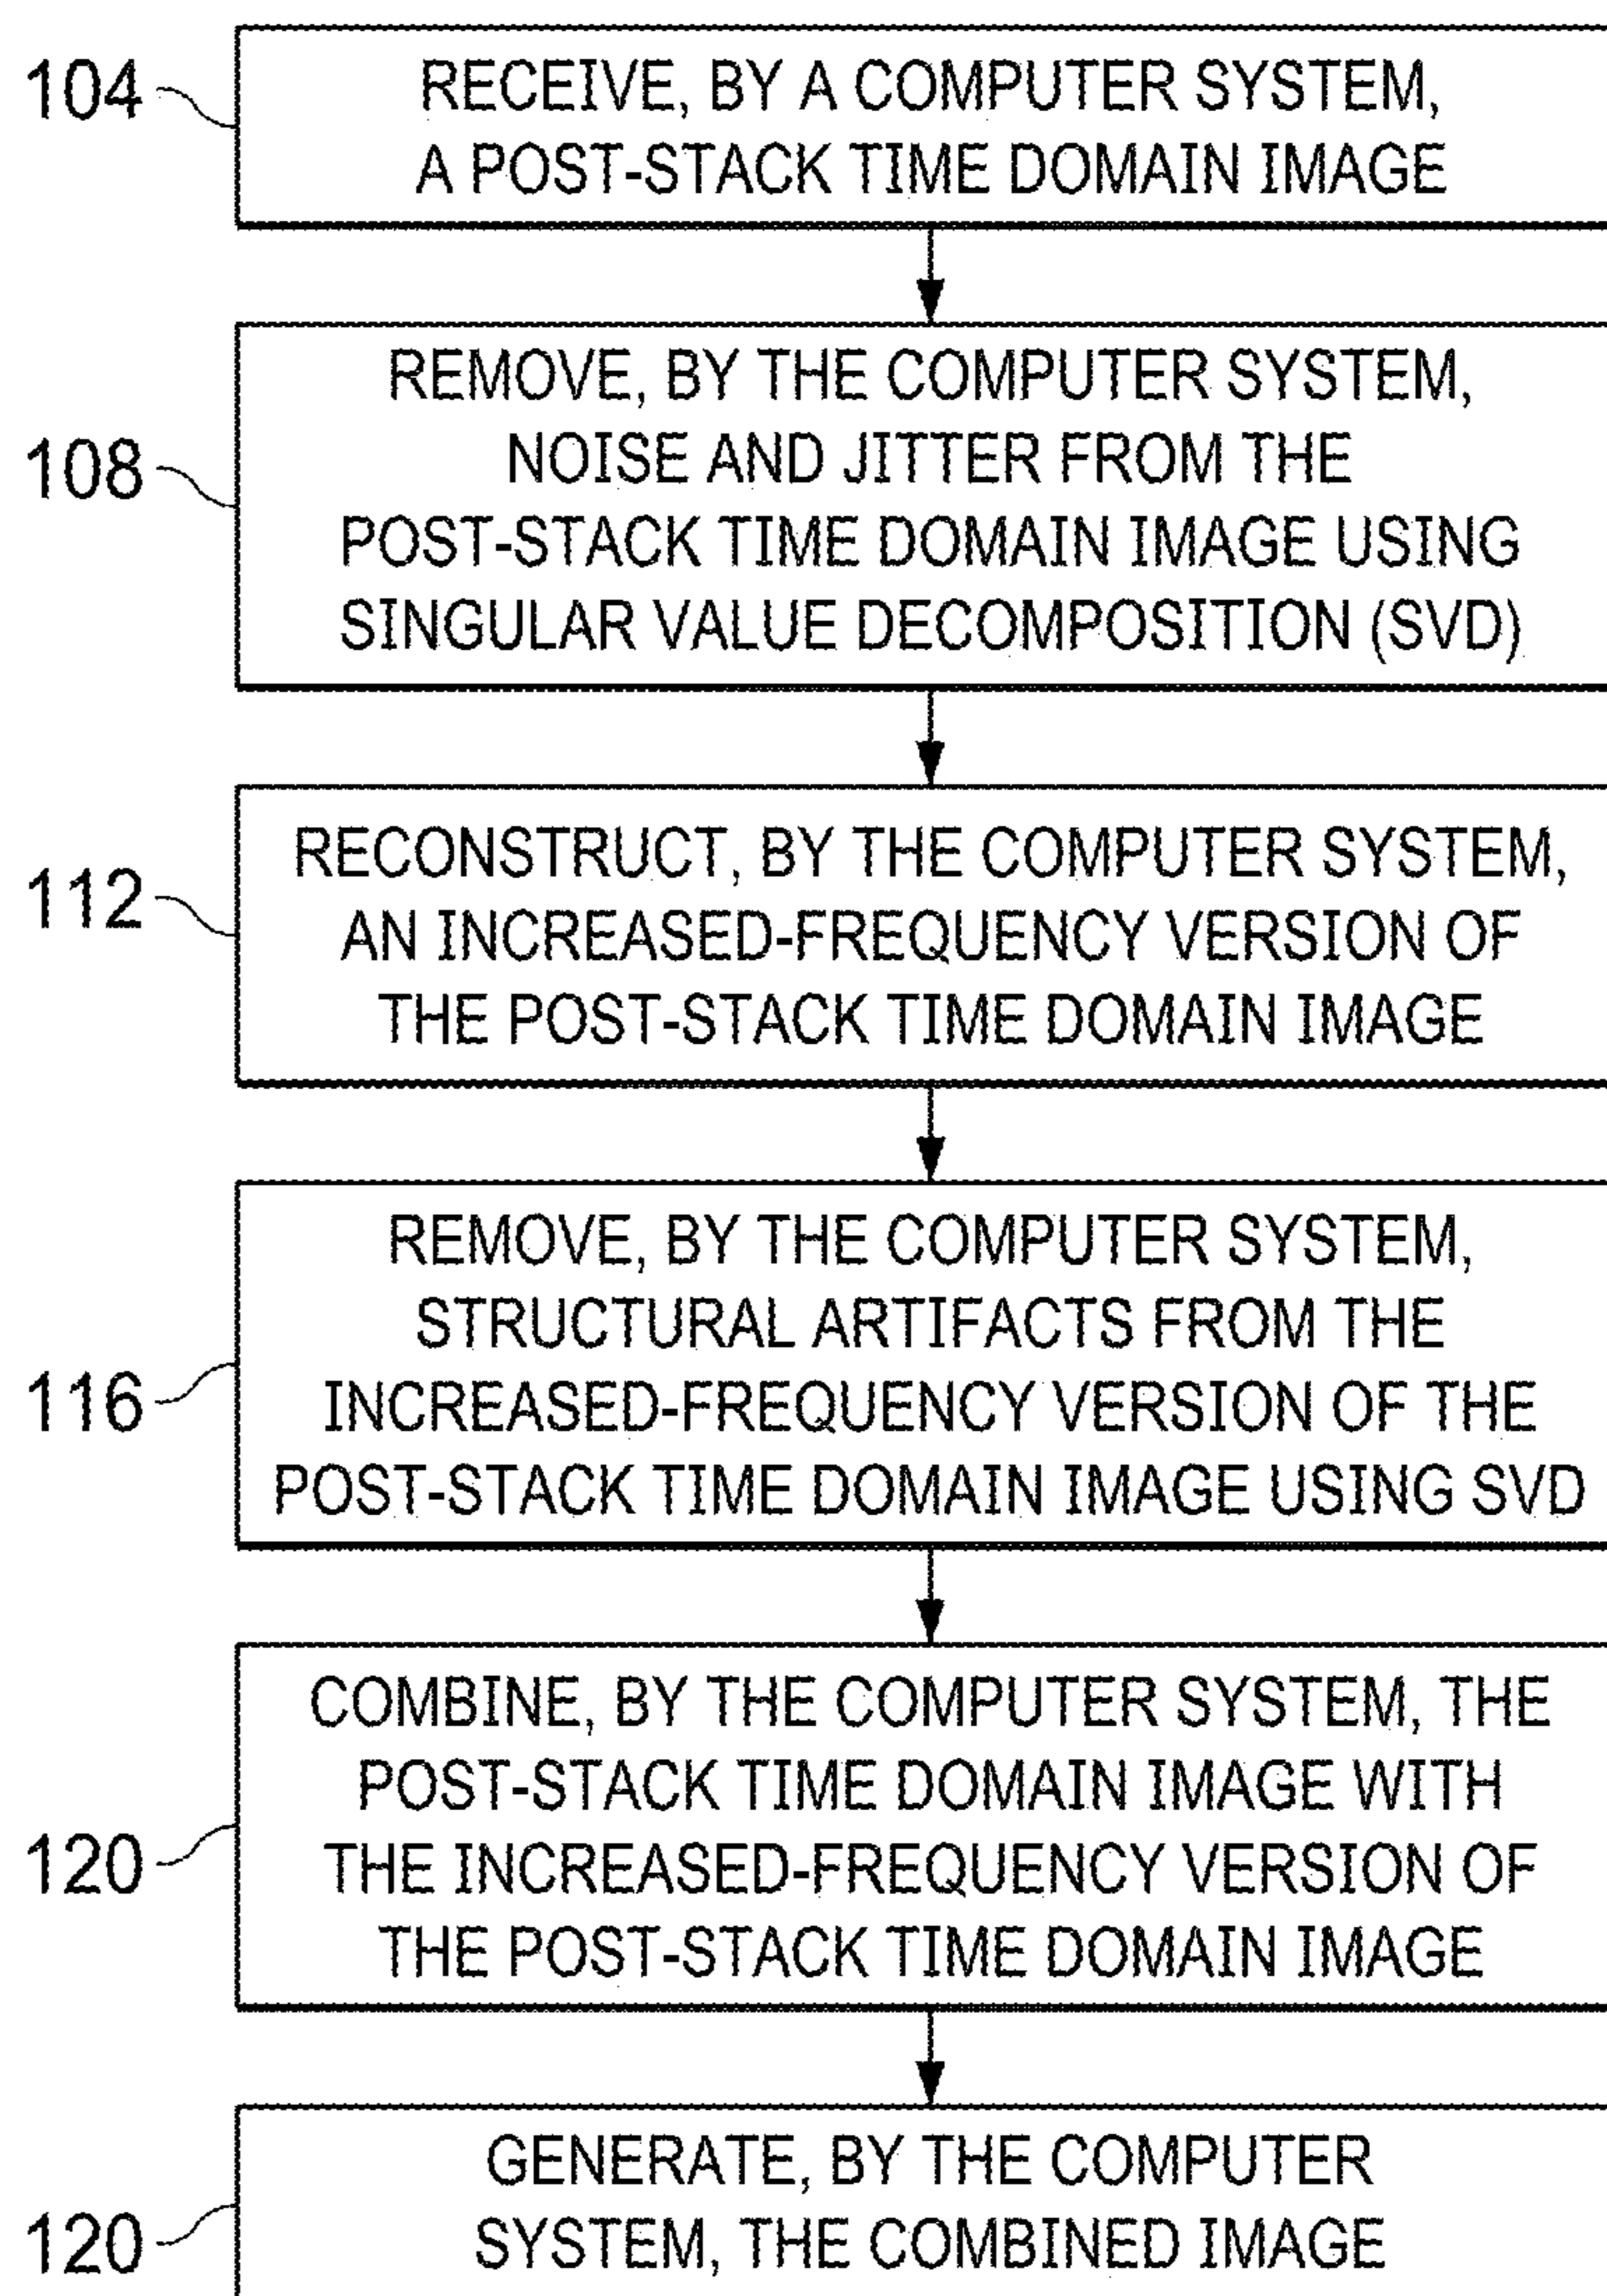 104
RECEIVE, BY A COMPUTER SYSTEM,
A POST-STACK TIME DOMAIN IMAGE
108
REMOVE, BY THE COMPUTER SYSTEM,
NOISE AND JITTER FROM THE
POST-STACK TIME DOMAIN IMAGE USING
SINGULAR VALUE DECOMPOSITION (SVD)
112
RECONSTRUCT, BY THE COMPUTER SYSTEM,
AN INCREASED-FREQUENCY VERSION OF
THE POST-STACK TIME DOMAIN IMAGE
116
REMOVE, BY THE COMPUTER SYSTEM,
STRUCTURAL ARTIFACTS FROM THE
INCREASED-FREQUENCY VERSION OF THE
POST-STACK TIME DOMAIN IMAGE USING SVD
120
COMBINE, BY THE COMPUTER SYSTEM, THE
POST-STACK TIME DOMAIN IMAGE WITH
THE INCREASED-FREQUENCY VERSION OF
THE POST-STACK TIME DOMAIN IMAGE
120
GENERATE, BY THE COMPUTER
SYSTEM, THE COMBINED IMAGE